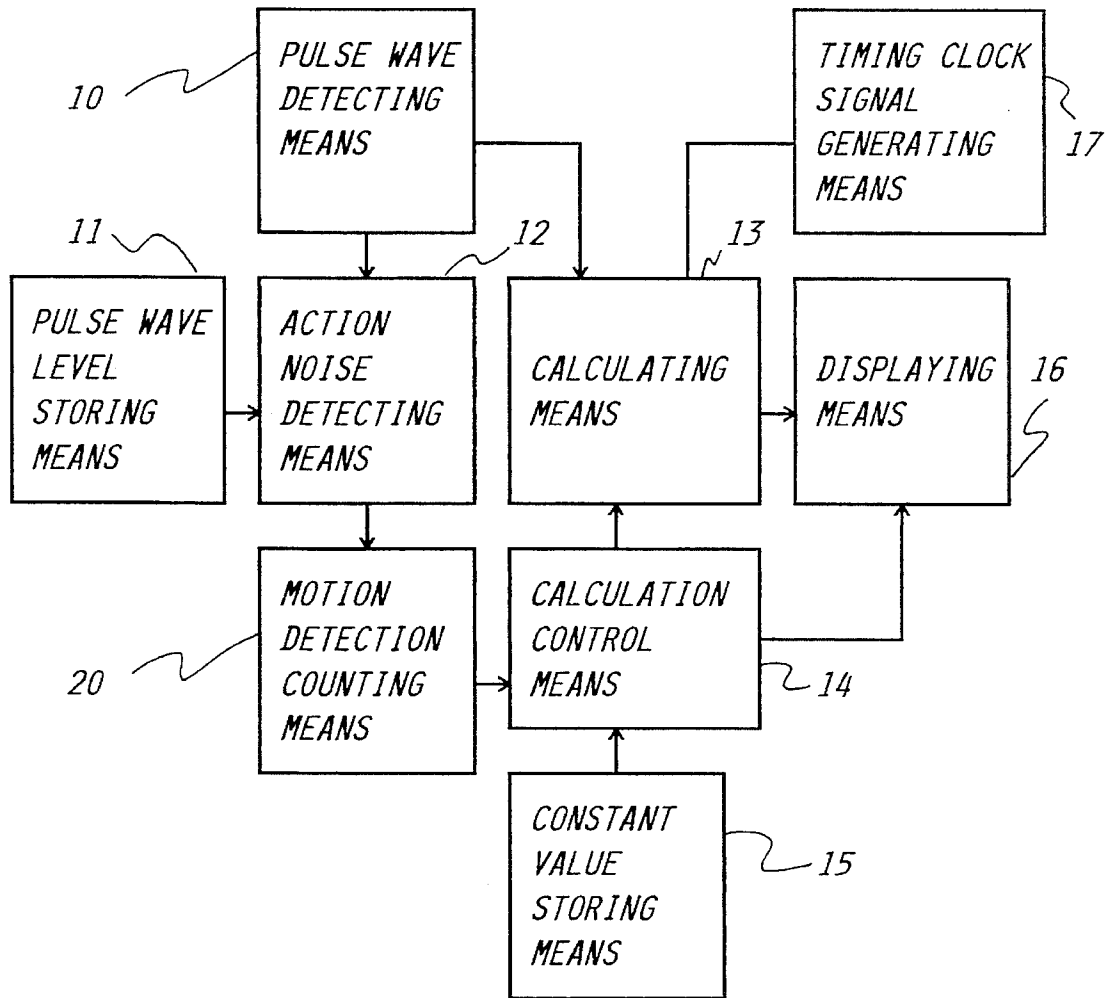 10
PULSE WAVE
DETECTING
MEANS
TIMING CLOCK
SIGNAL
GENERATING
MEANS
17
11
PULSE WAVE
LEVEL
STORING
MEANS
12
ACTION
NOISE
DETECTING
MEANS
13
CALCULATING
MEANS
DISPLAYING
MEANS
16
20
MOTION
DETECTION
COUNTING
MEANS
CALCULATION
CONTROL
MEANS
14
CONSTANT
VALUE
STORING
MEANS
15